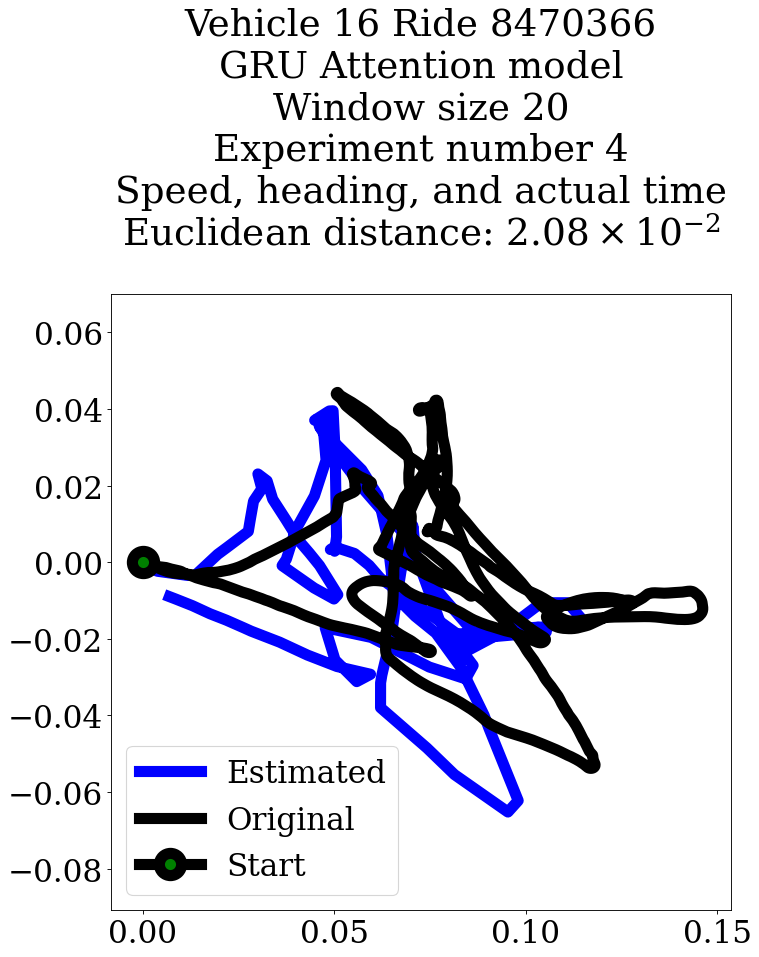 Vehicle 16 Ride 8470366
GRU Attention model
Window size 20
Experiment number 4
Speed, heading, and actual time
Euclidean distance: 2.08 × 10⁻²
0.06
0.04
0.02
0.00
−0.02
−0.04
−0.06
−0.08
Estimated
Original
Start
0.00 0.05 0.10 0.15